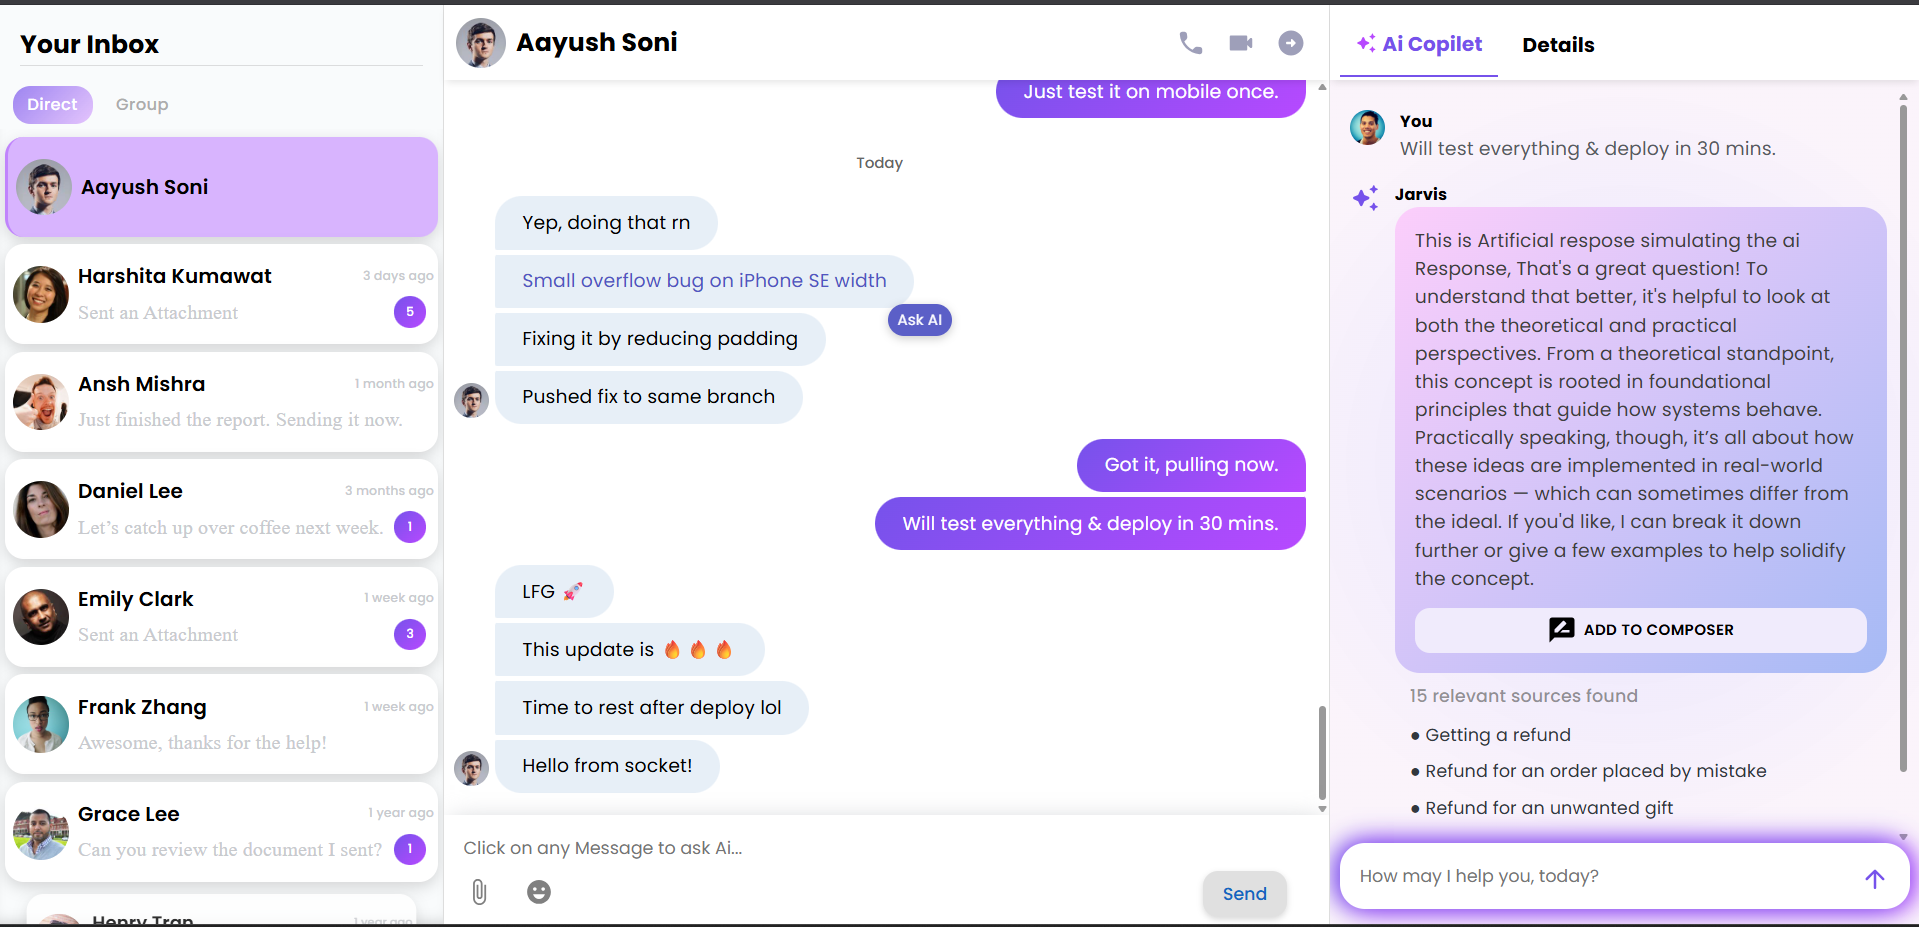 Your Inbox
Direct
Group
Aayush Soni
Harshita Kumawat
3 days ago
Sent an Attachment
5
Ansh Mishra
1 month ago
Just finished the report. Sending it now.
Daniel Lee
3 months ago
Let's catch up over coffee next week.
1
Emily Clark
1 week ago
Sent an Attachment
3
Frank Zhang
1 week ago
Awesome, thanks for the help!
Grace Lee
1 year ago
Can you review the document I sent?
1
Henry Tran
1 year ago
Aayush Soni
Just test it on mobile once.
Today
Yep, doing that rn
Small overflow bug on iPhone SE width
Ask AI
Fixing it by reducing padding
Pushed fix to same branch
Got it, pulling now.
Will test everything & deploy in 30 mins.
LFG 🚀
This update is 🔥 🔥 🔥
Time to rest after deploy lol
Hello from socket!
Click on any Message to ask Ai...
Send
Ai Copilet
Details
You
Will test everything & deploy in 30 mins.
Jarvis
This is Artificial respose simulating the ai
Response, That's a great question! To
understand that better, it's helpful to look at
both the theoretical and practical
perspectives. From a theoretical standpoint,
this concept is rooted in foundational
principles that guide how systems behave.
Practically speaking, though, it’s all about how
these ideas are implemented in real-world
scenarios — which can sometimes differ from
the ideal. If you'd like, I can break it down
further or give a few examples to help solidify
the concept.
ADD TO COMPOSER
15 relevant sources found
● Getting a refund
● Refund for an order placed by mistake
● Refund for an unwanted gift
How may I help you, today?